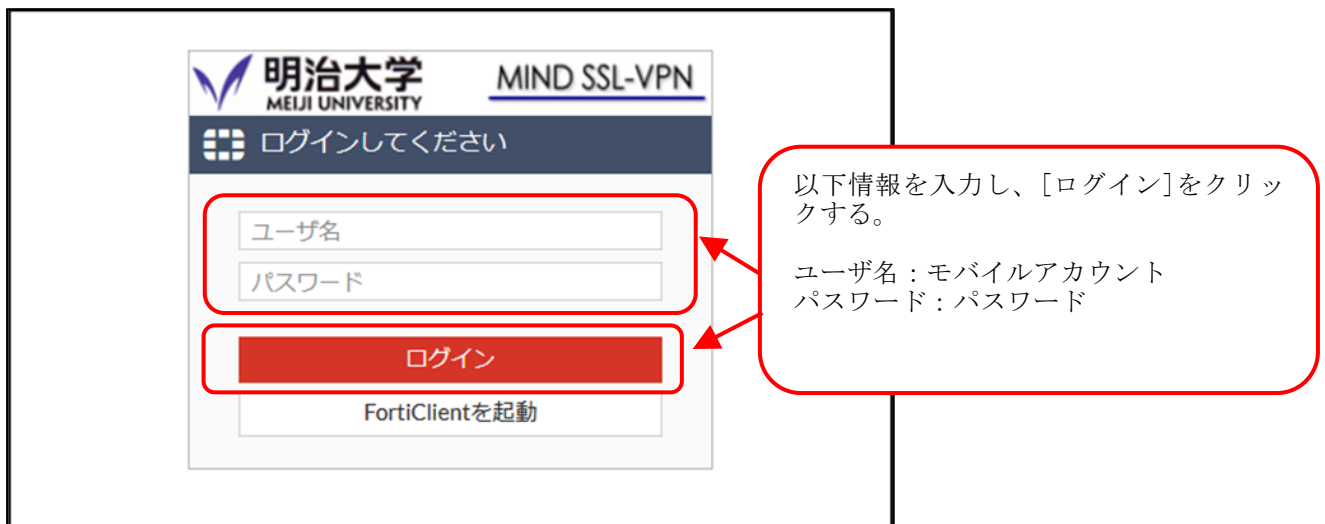 明治大学
MEIJI UNIVERSITY
MIND SSL-VPN
ログインしてください
ユーザ名
パスワード
ログイン
FortiClientを起動
以下情報を入力し、[ログイン]をクリッ
クする。
ユーザ名：モバイルアカウント
パスワード：パスワード